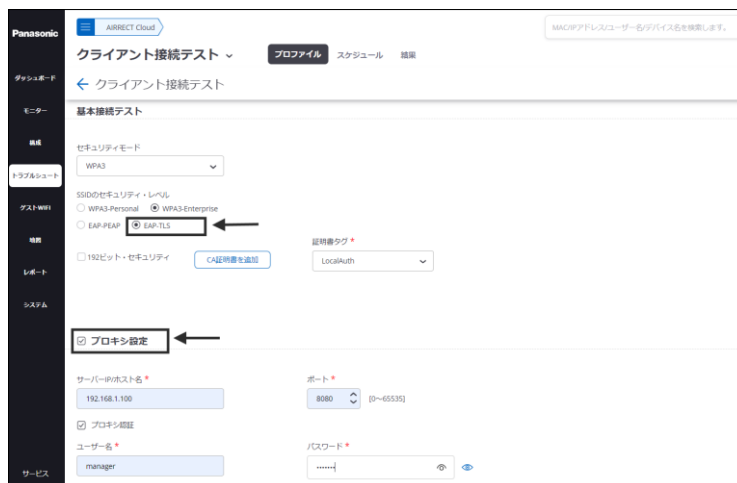 Panasonic
AIRRECT Cloud
MAC/IPアドレス/ユーザー名/デバイス名を検索します。
クライアント接続テスト
プロファイル
スケジュール
結果
クライアント接続テスト
ダッシュボード
モニター
構成
トラブルシュート
ゲストWiFi
地図
レポート
システム
サービス
基本接続テスト
セキュリティモード
WPA3
SSIDのセキュリティ・レベル
WPA3-Personal WPA3-Enterprise
EAP-PEAP EAP-TLS
192ビット・セキュリティ CA証明書を追加
証明書タグ *
LocalAuth
プロキシ設定
サーバーIP/ホスト名 * ポート *
192.168.1.100 8080 [0~65535]
プロキシ認証
ユーザー名 * パスワード *
manager •••••••